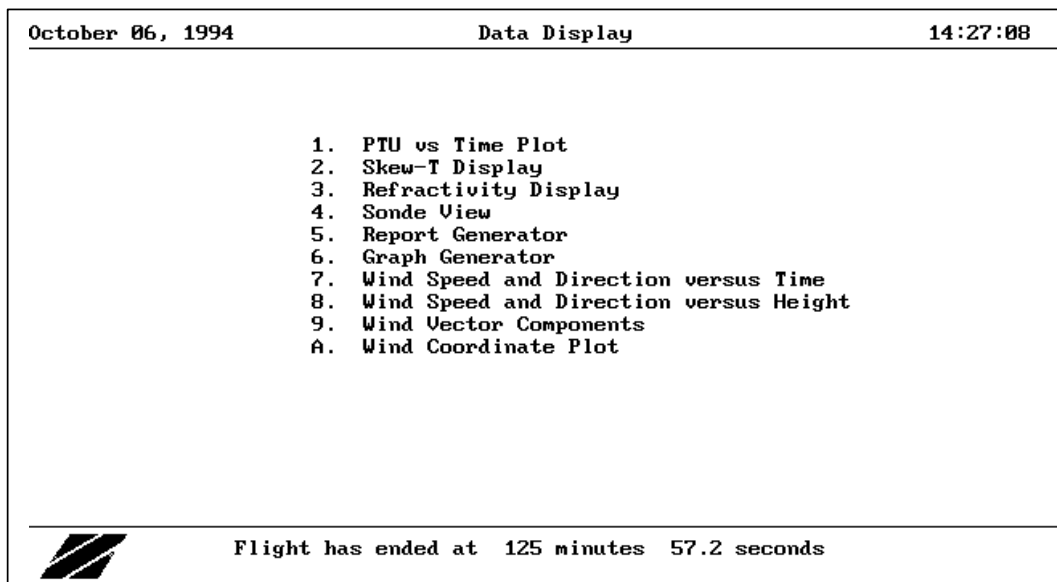 October 06, 1994 Data Display 14:27:08
1. PTU vs Time Plot
2. Skew-T Display
3. Refractivity Display
4. Sonde View
5. Report Generator
6. Graph Generator
7. Wind Speed and Direction versus Time
8. Wind Speed and Direction versus Height
9. Wind Vector Components
A. Wind Coordinate Plot
Flight has ended at 125 minutes 57.2 seconds